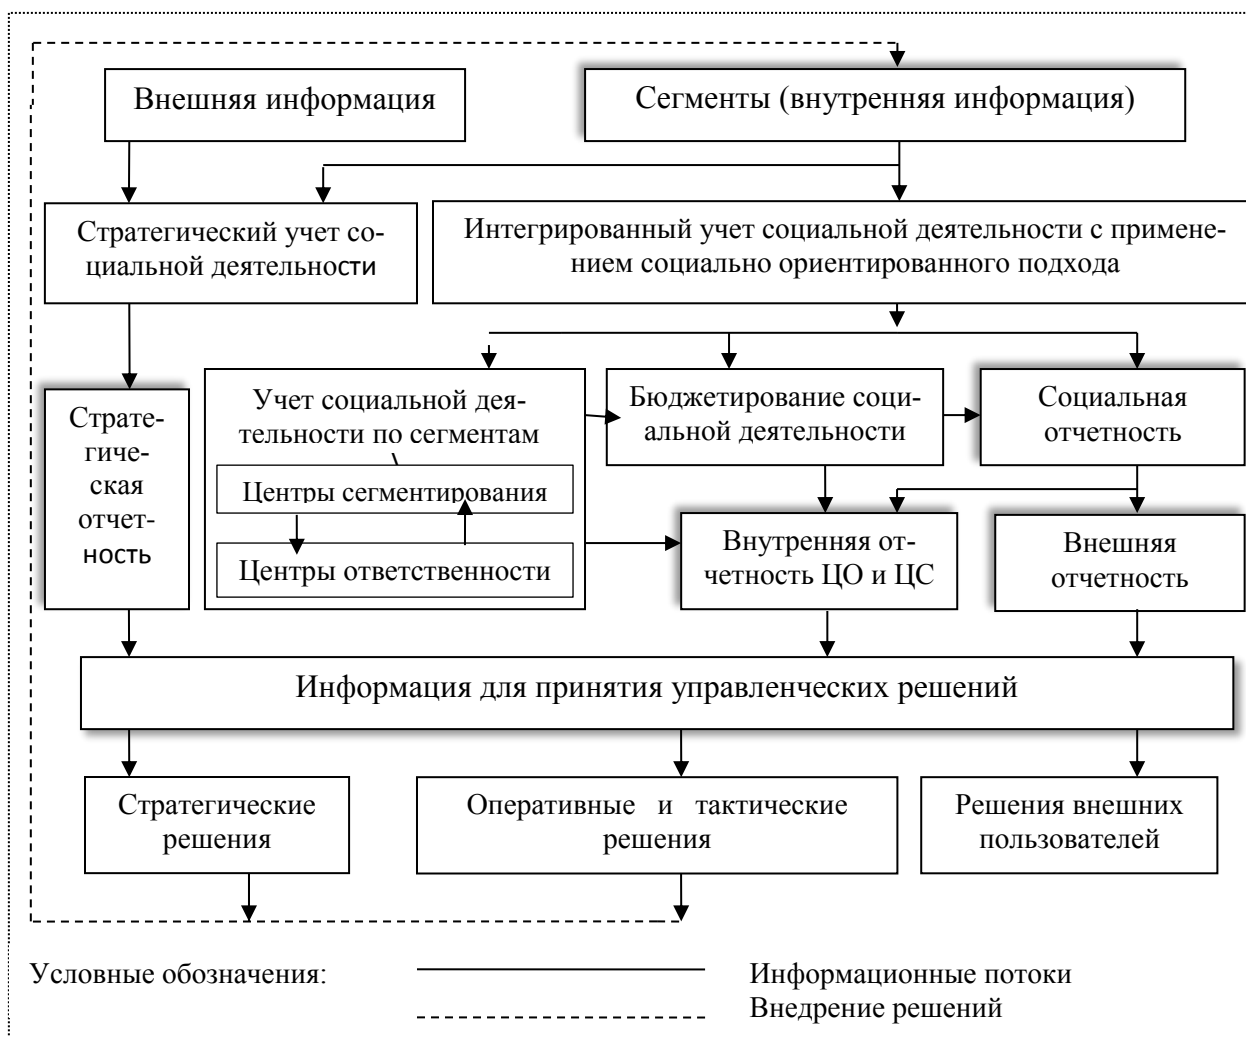 Внешняя информация
Сегменты (внутренняя информация)
Стратегический учет со-
циальной деятельности
Интегрированный учет социальной деятельности с примене-
нием социально ориентированного подхода
Страте-
гиче-
ская
отчет-
ность
Учет социальной дея-
тельности по сегментам
Центры сегментирования
Центры ответственности
Бюджетирование соци-
альной деятельности
Социальная
отчетность
Внутренняя от-
четность ЦО и ЦС
Внешняя
отчетность
Информация для принятия управленческих решений
Стратегические
решения
Оперативные и тактические
решения
Решения внешних
пользователей
Условные обозначения:
Информационные потоки
Внедрение решений